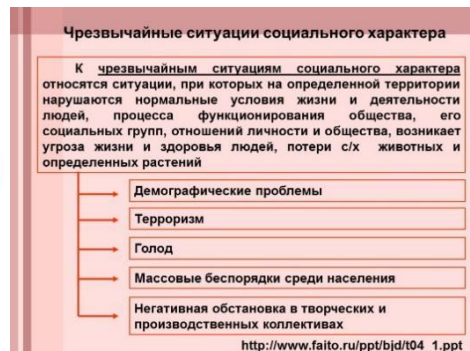 Чрезвычайные ситуации социального характера
К чрезвычайным ситуациям социального характера
относятся ситуации, при которых на определенной территории
нарушаются нормальные условия жизни и деятельности
людей, процесса функционирования общества, его
социальных групп, отношений личности и общества, возникает
угроза жизни и здоровья людей, потери с/х животных и
определенных растений
Демографические проблемы
Терроризм
Голод
Массовые беспорядки среди населения
Негативная обстановка в творческих и
производственных коллективах
http://www.faito.ru/ppt/bjd/t04_1.ppt